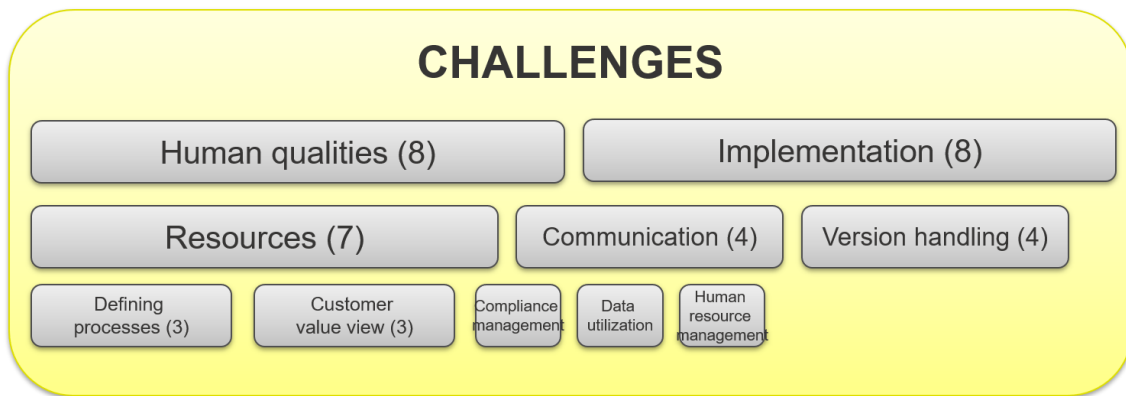 CHALLENGES
Human qualities (8)
Implementation (8)
Resources (7)
Communication (4)
Version handling (4)
Defining
processes (3)
Customer
value view (3)
Compliance
management
Data
utilization
Human
resource
management